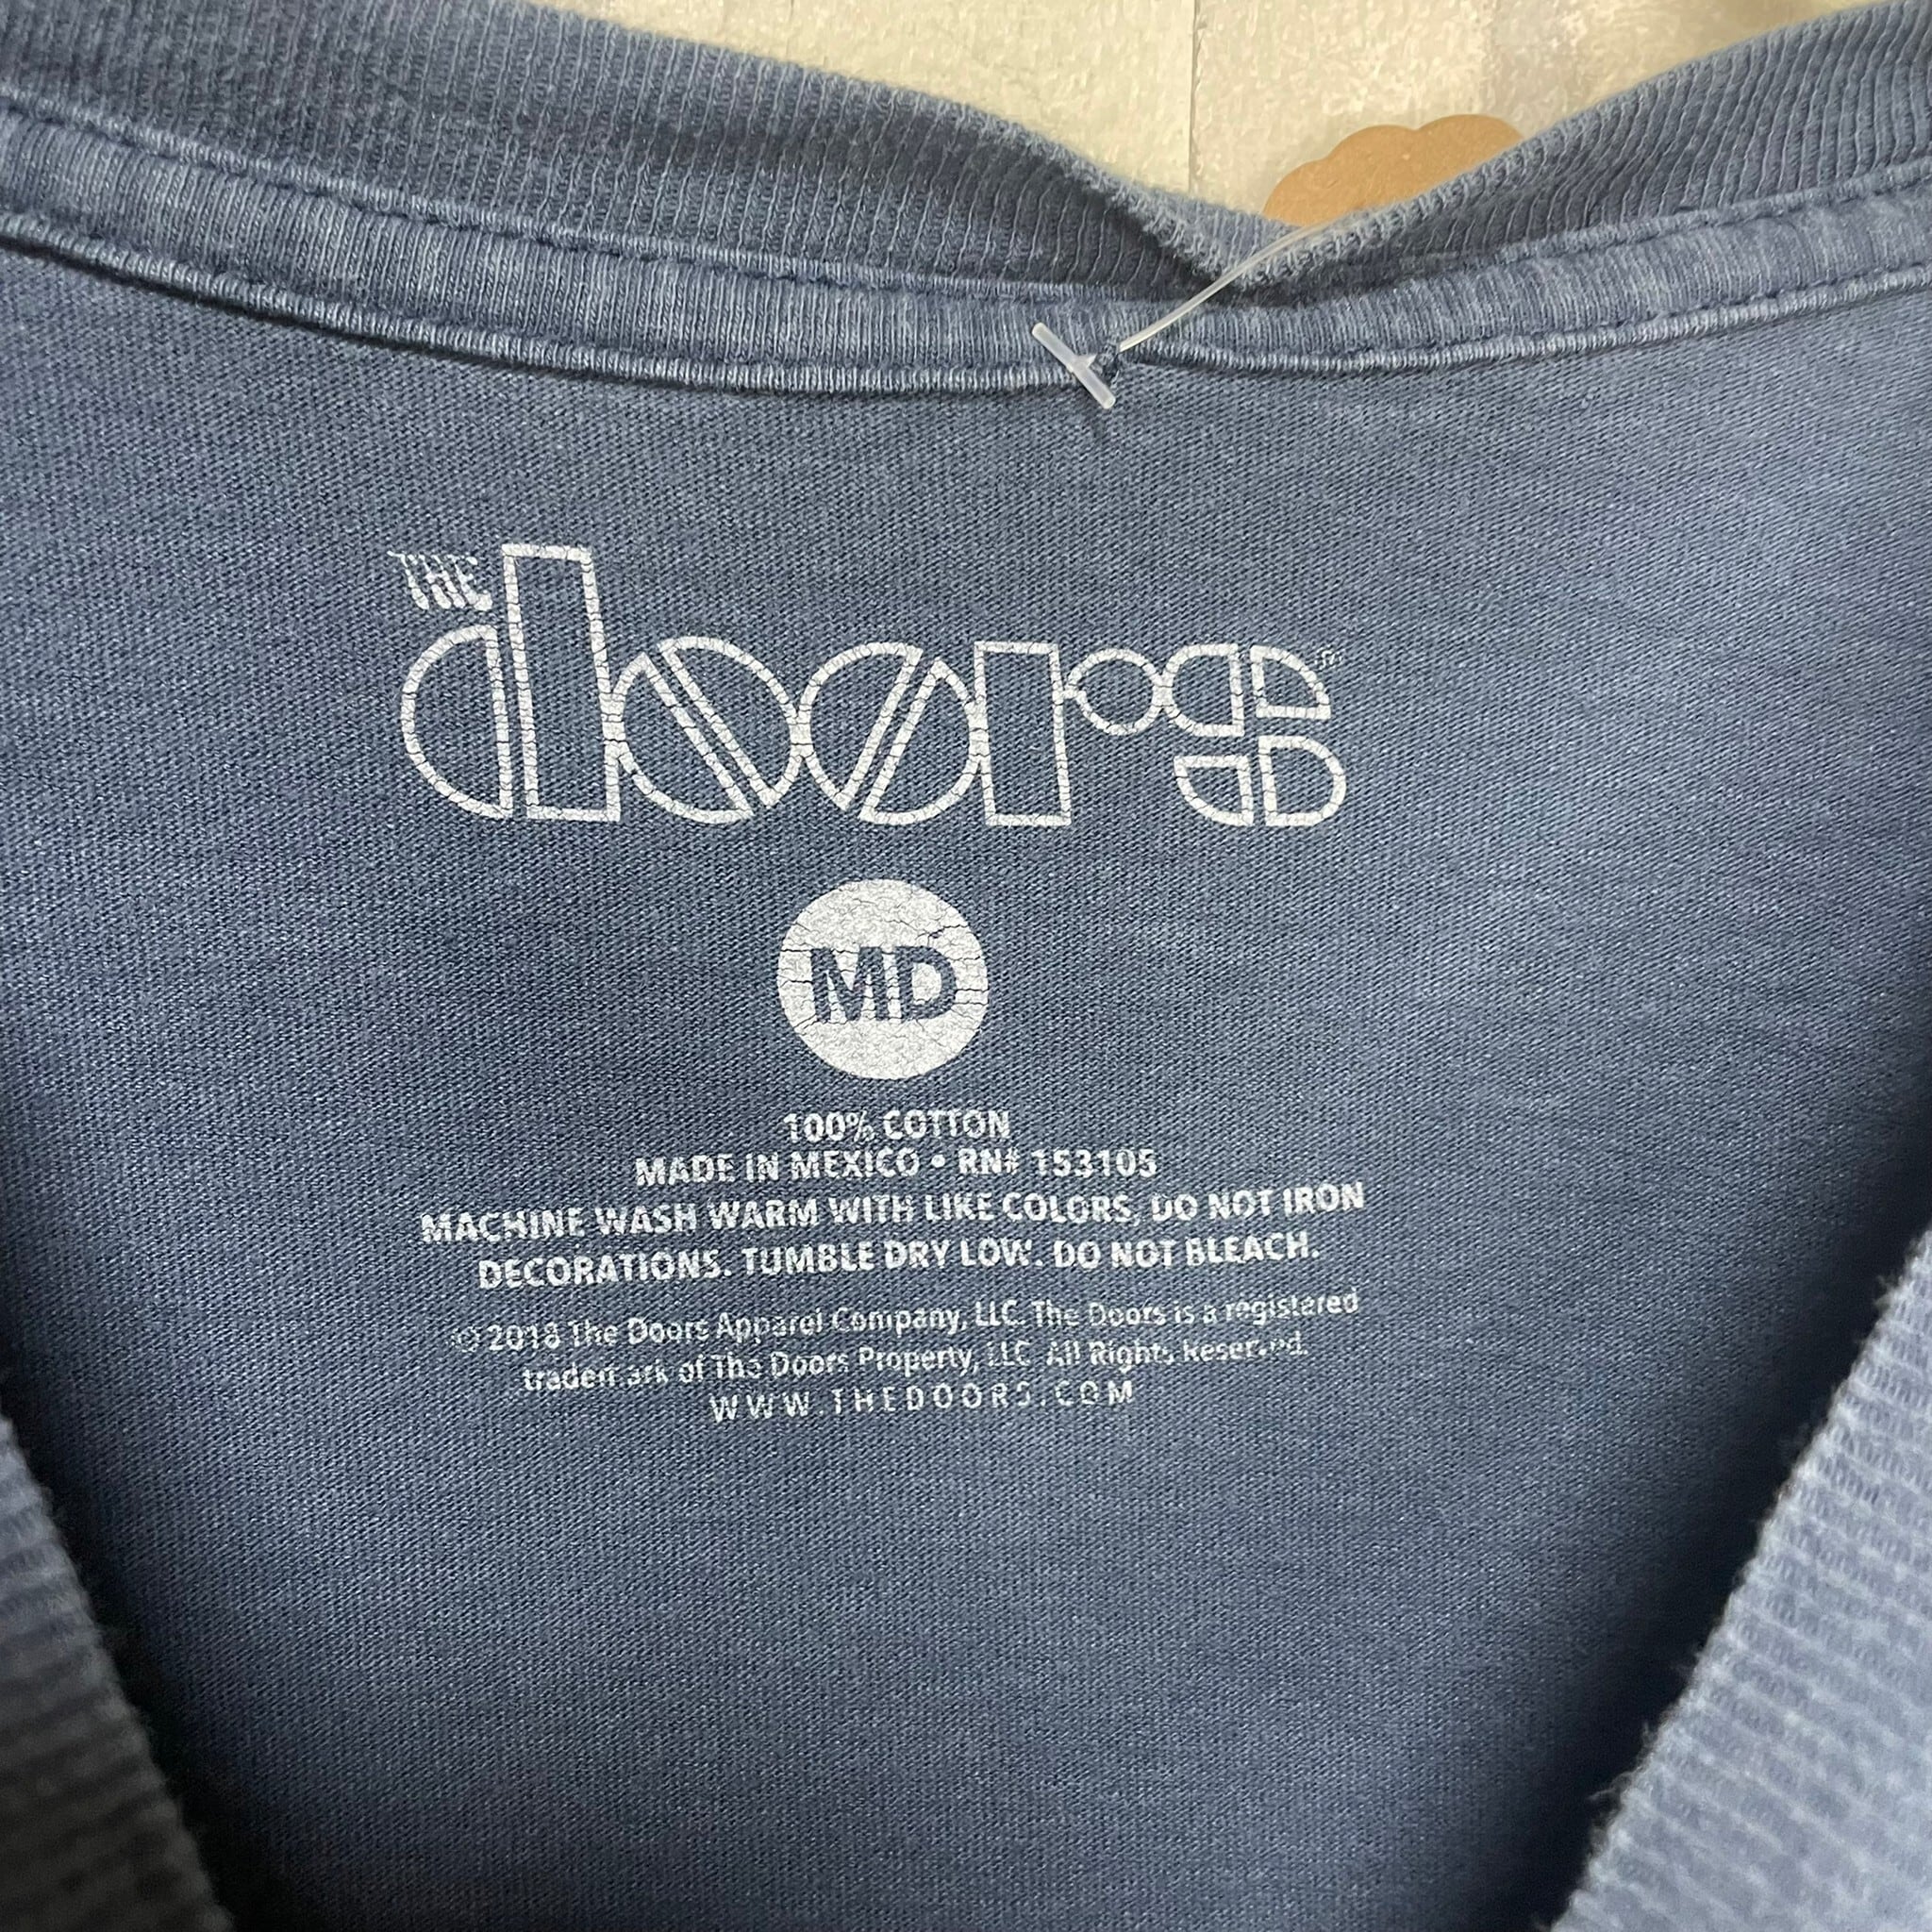 THE
doors
MD
100% COTTON
MADE IN MEXICO • RN# 153105
MACHINE WASH WARM WITH LIKE COLORS, DO NOT IRON
DECORATIONS. TUMBLE DRY LOW. DO NOT BLEACH.
© 2018 The Doors Apparel Company, LLC. The Doors is a registered
trademark of The Doors Property, LLC All Rights Reserved.
WWW.THEDOORS.COM